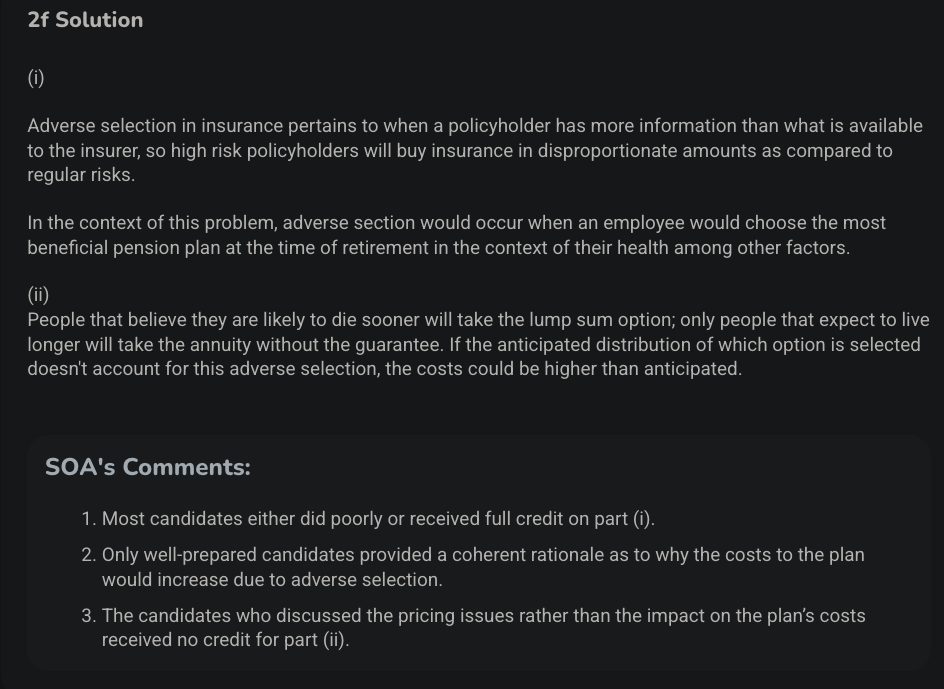 2f Solution
(i)
Adverse selection in insurance pertains to when a policyholder has more information than what is available
to the insurer, so high risk policyholders will buy insurance in disproportionate amounts as compared to
regular risks.
In the context of this problem, adverse section would occur when an employee would choose the most
beneficial pension plan at the time of retirement in the context of their health among other factors.
(ii)
People that believe they are likely to die sooner will take the lump sum option; only people that expect to live
longer will take the annuity without the guarantee. If the anticipated distribution of which option is selected
doesn't account for this adverse selection, the costs could be higher than anticipated.
SOA's Comments:
1. Most candidates either did poorly or received full credit on part (i).
2. Only well-prepared candidates provided a coherent rationale as to why the costs to the plan
would increase due to adverse selection.
3. The candidates who discussed the pricing issues rather than the impact on the plan’s costs
received no credit for part (ii).